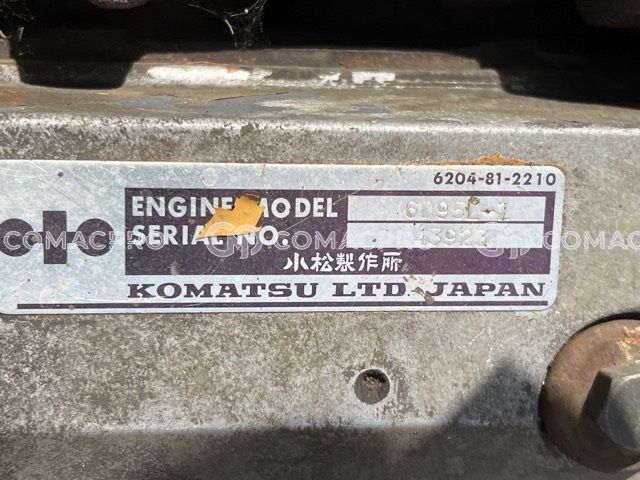 6204-81-2210
ENGINE MODEL 6D95L-1
SERIAL NO.
小松製作所
KOMATSU LTD. JAPAN